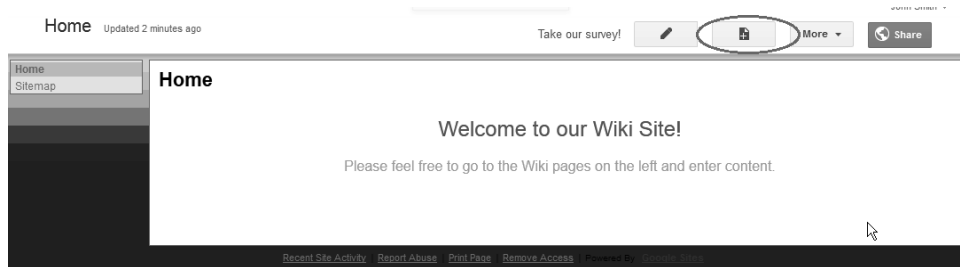 John Smith
Home Updated 2 minutes ago
Take our survey! More Share
Home
Sitemap
Home
Welcome to our Wiki Site!
Please feel free to go to the Wiki pages on the left and enter content.
Recent Site Activity | Report Abuse | Print Page | Remove Access | Powered By Google Sites